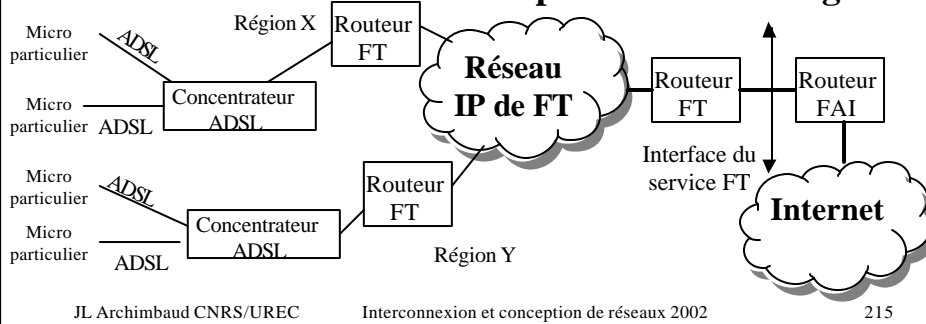 Micro
particulier
ADSL
Région X
Routeur
FT
Micro
particulier
ADSL
Concentrateur
ADSL
Réseau
IP de FT
Routeur
FT
Routeur
FAI
Interface du
service FT
Internet
Micro
particulier
ADSL
Micro
particulier
ADSL
Concentrateur
ADSL
Routeur
FT
Région Y
JL Archimbaud CNRS/UREC Interconnexion et conception de réseaux 2002 215